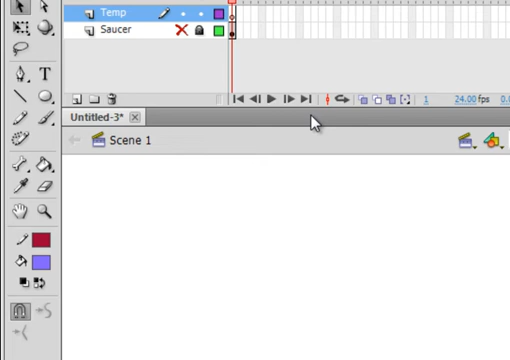 Temp
Saucer
1 24.00 fps 0.0
Untitled-3*
Scene 1